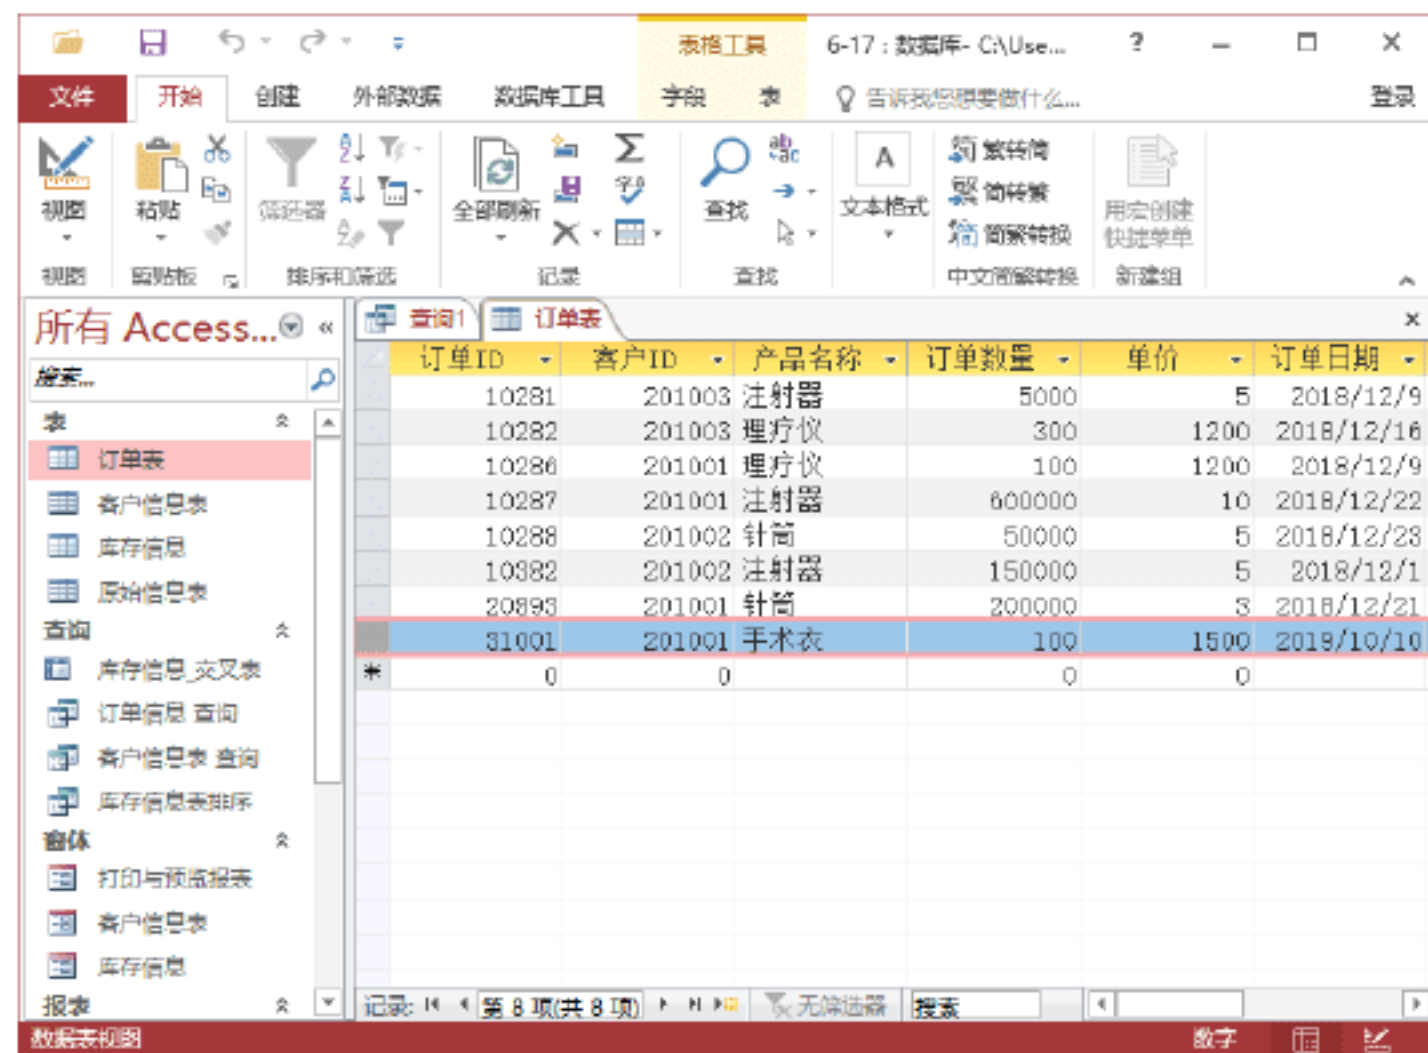 表格工具
6-17 : 数据库- C:\Use...
?
文件 开始 创建 外部数据 数据库工具 字段 表 告诉我您想要做什么... 登录
视图 粘贴 筛选器 全部刷新 查找 文本格式 繁转简 简转繁 简繁转换 用宏创建 快捷菜单
视图 剪贴板 排序和筛选 记录 查找 中文简繁转换 新建组
所有 Access...
搜索...
表
订单表
客户信息表
库存信息
原始信息表
查询
库存信息_交叉表
订单信息 查询
客户信息表 查询
库存信息表排序
窗体
打印与预览报表
客户信息表
库存信息
报表
查询1 订单表
订单ID 客户ID 产品名称 订单数量 单价 订单日期
10281 201003 注射器 5000 5 2018/12/9
10282 201003 理疗仪 300 1200 2018/12/16
10286 201001 理疗仪 100 1200 2018/12/9
10287 201001 注射器 600000 10 2018/12/22
10288 201002 针筒 50000 5 2018/12/23
10382 201002 注射器 150000 5 2018/12/1
20893 201001 针筒 200000 3 2018/12/21
31001 201001 手术衣 100 1500 2019/10/10
* 0 0 0 0
记录: 第 8 项(共 8 项) 无筛选器 搜索
数据表视图 数字